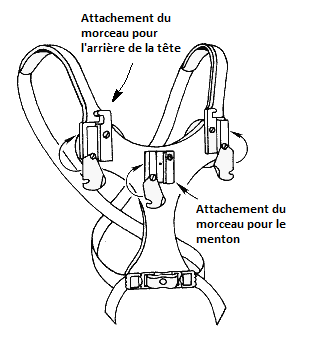 Attachement du
morceau pour
l'arrière de la tête
Attachement du
morceau pour le
menton